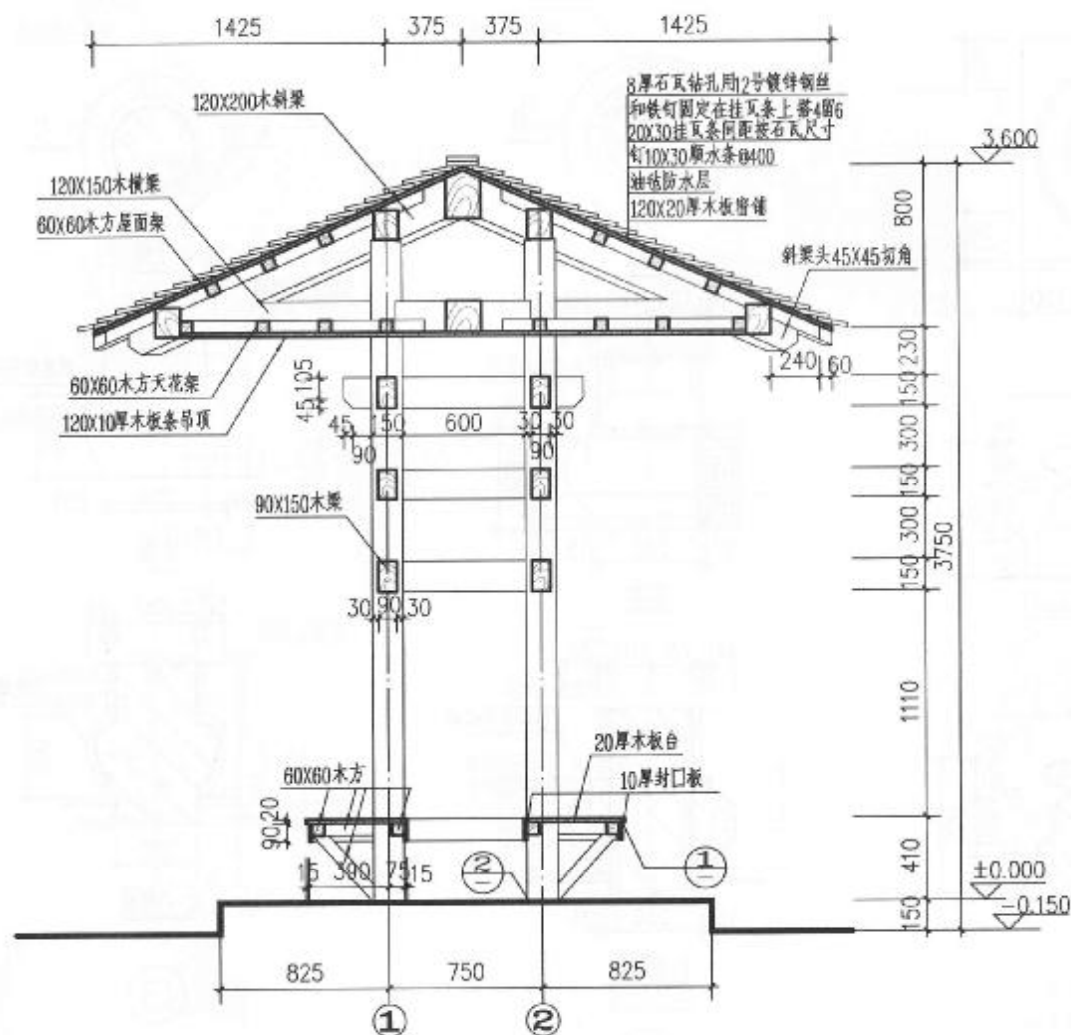 1425 375 375 1425
8厚石瓦钻孔用12号镀锌钢丝
和铁钉固定在挂瓦条上搭4留6
20X30挂瓦条间距按石瓦尺寸
钉10X30顺水条@400
油毡防水层
120X20厚木板密铺
120X200木斜梁
3.600
120X150木横梁
60X60木方屋面架
800
斜梁头45X45切角
230
240 60
60X60木方天花架
45 105
150
120X10厚木板条吊顶
45 150 600 30 30
90 90
300
150
90X150木梁
300
3750
150
30 90 30
1110
20厚木板台
60X60木方
10厚封口板
90 20
15 390 75 15
2
1
410
±0.000
-0.150
150
825 750 825
1 2